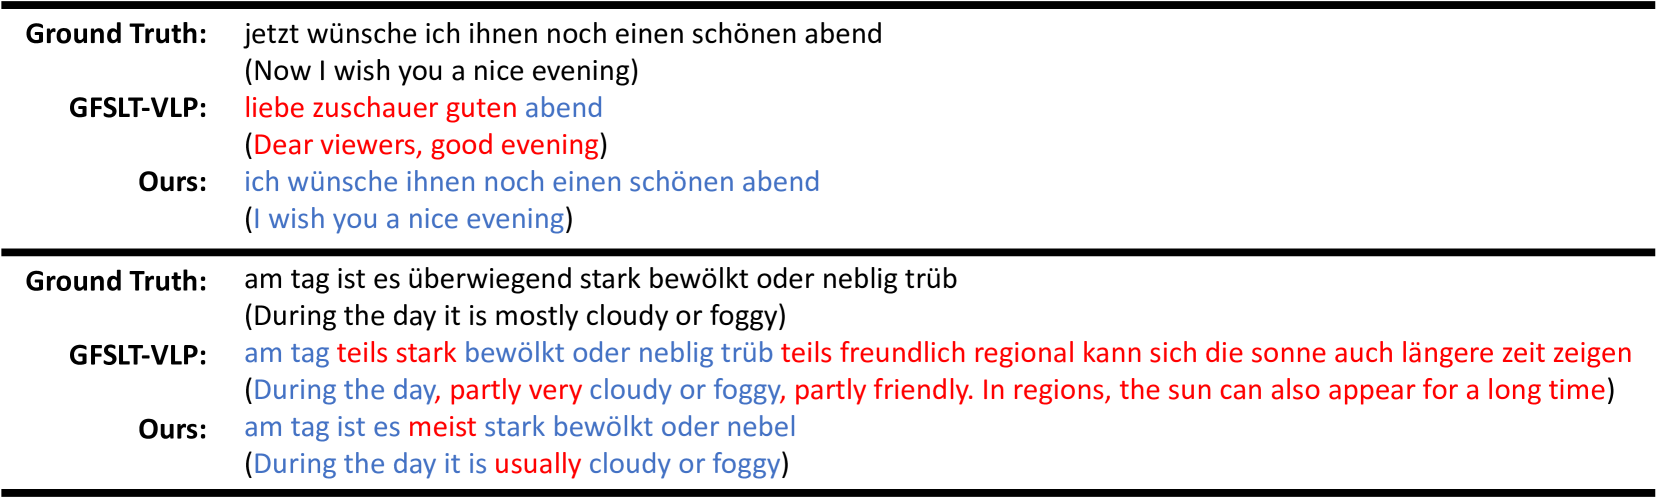 Ground Truth: jetzt wünsche ich ihnen noch einen schönen abend
(Now I wish you a nice evening)
GFSLT-VLP: liebe zuschauer guten abend
(Dear viewers, good evening)
Ours: ich wünsche ihnen noch einen schönen abend
(I wish you a nice evening)
Ground Truth: am tag ist es überwiegend stark bewölkt oder neblig trüb
(During the day it is mostly cloudy or foggy)
GFSLT-VLP: am tag teils stark bewölkt oder neblig trüb teils freundlich regional kann sich die sonne auch längere zeit zeigen
(During the day, partly very cloudy or foggy, partly friendly. In regions, the sun can also appear for a long time)
Ours: am tag ist es meist stark bewölkt oder nebel
(During the day it is usually cloudy or foggy)